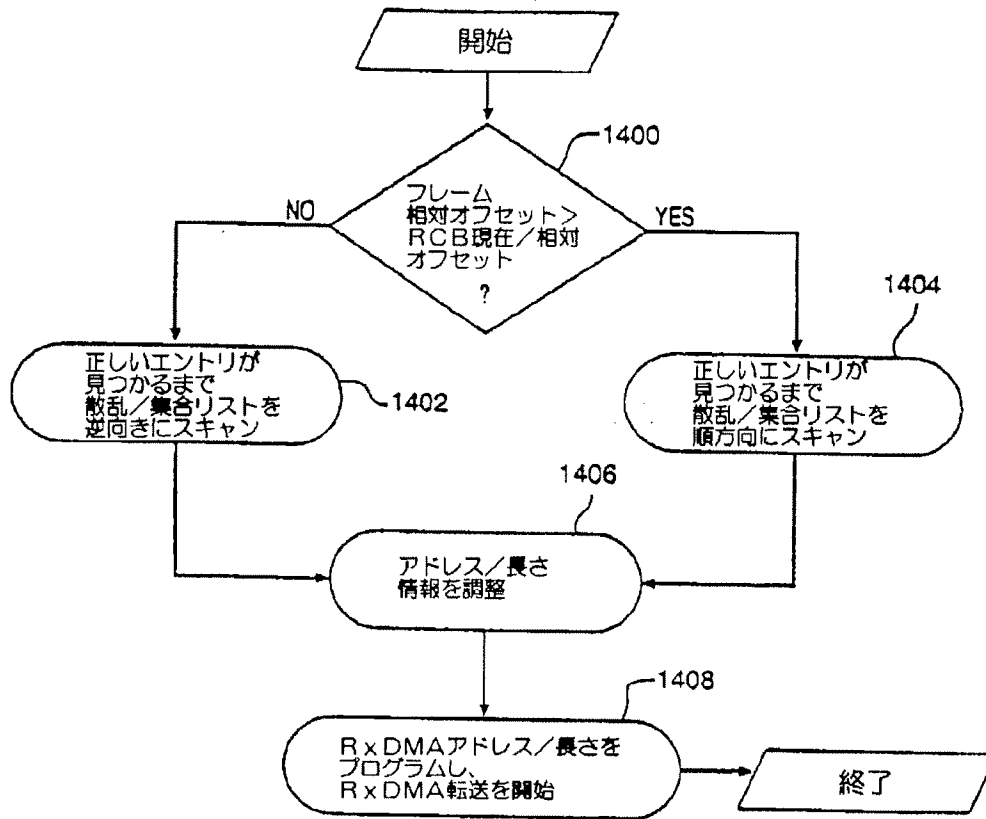 開始
1400
フレーム
相対オフセット>
RCB現在/相対
オフセット
?
NO
YES
1404
正しいエントリが
見つかるまで
散乱/集合リストを
逆向きにスキャン
1402
正しいエントリが
見つかるまで
散乱/集合リストを
順方向にスキャン
1406
アドレス/長さ
情報を調整
1408
RxDMAアドレス/長さを
プログラムし、
RxDMA転送を開始
終了